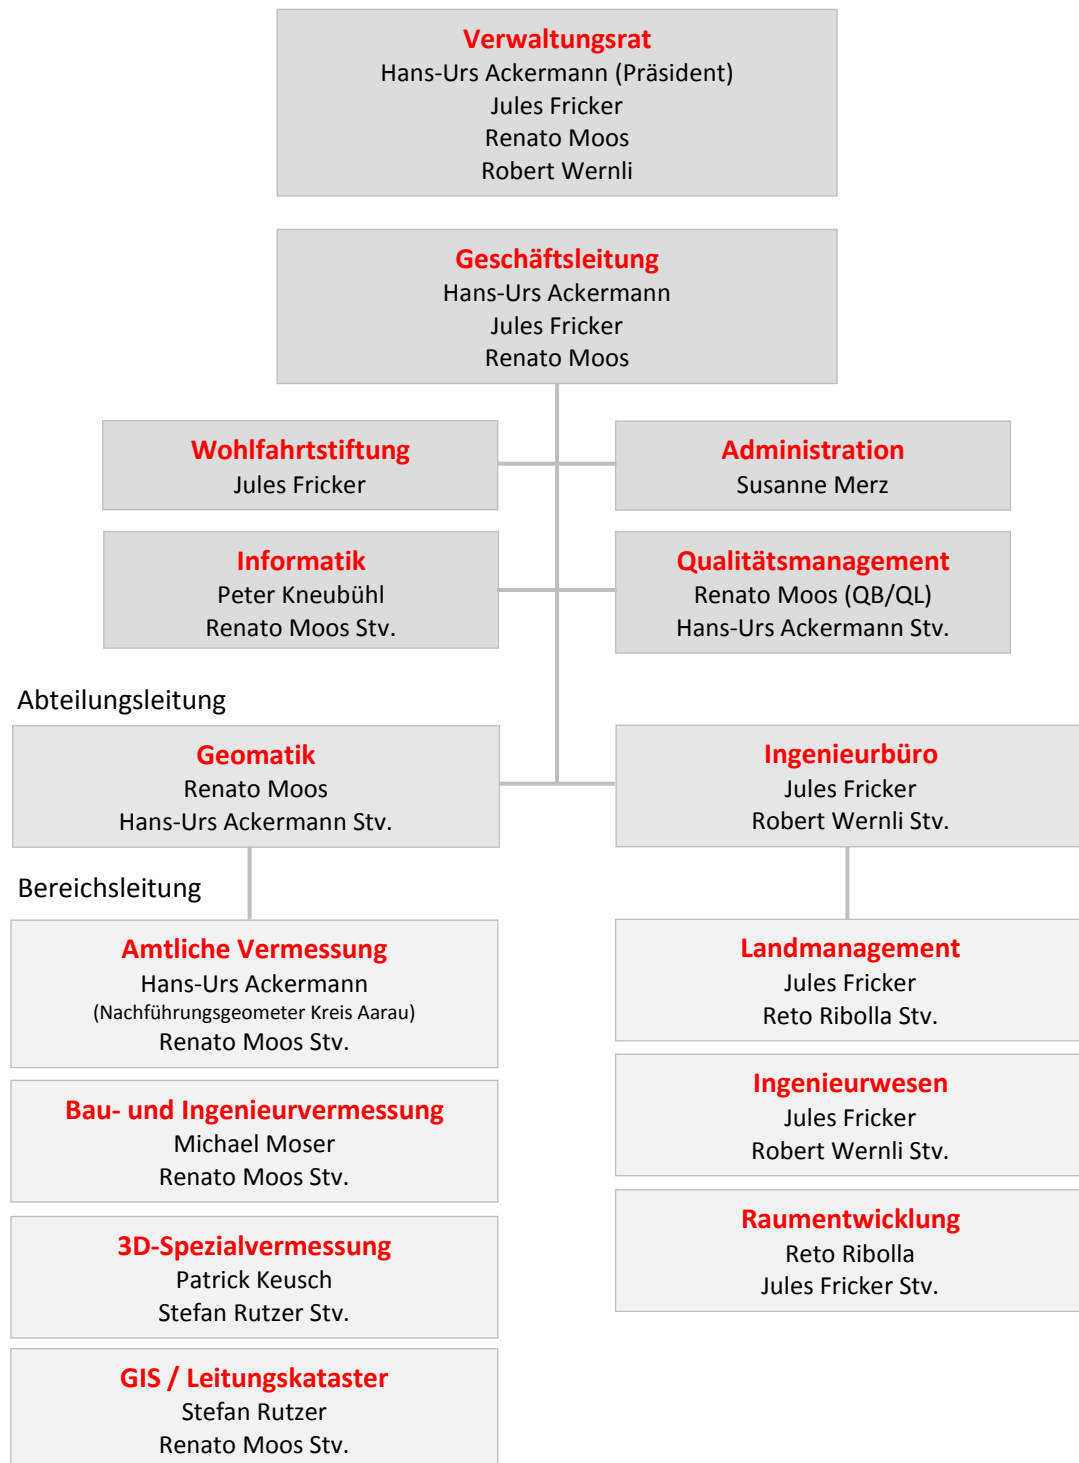 Verwaltungsrat
Hans-Urs Ackermann (Präsident)
Jules Fricker
Renato Moos
Robert Wernli
Geschäftsleitung
Hans-Urs Ackermann
Jules Fricker
Renato Moos
Wohlfahrtstiftung
Jules Fricker
Administration
Susanne Merz
Informatik
Peter Kneubühl
Renato Moos Stv.
Qualitätsmanagement
Renato Moos (QB/QL)
Hans-Urs Ackermann Stv.
Abteilungsleitung
Geomatik
Renato Moos
Hans-Urs Ackermann Stv.
Ingenieurbüro
Jules Fricker
Robert Wernli Stv.
Bereichsleitung
Amtliche Vermessung
Hans-Urs Ackermann
(Nachführungsgeometer Kreis Aarau)
Renato Moos Stv.
Bau- und Ingenieurvermessung
Michael Moser
Renato Moos Stv.
3D-Spezialvermessung
Patrick Keusch
Stefan Rutzer Stv.
GIS / Leitungskataster
Stefan Rutzer
Renato Moos Stv.
Landmanagement
Jules Fricker
Reto Ribolla Stv.
Ingenieurwesen
Jules Fricker
Robert Wernli Stv.
Raumentwicklung
Reto Ribolla
Jules Fricker Stv.